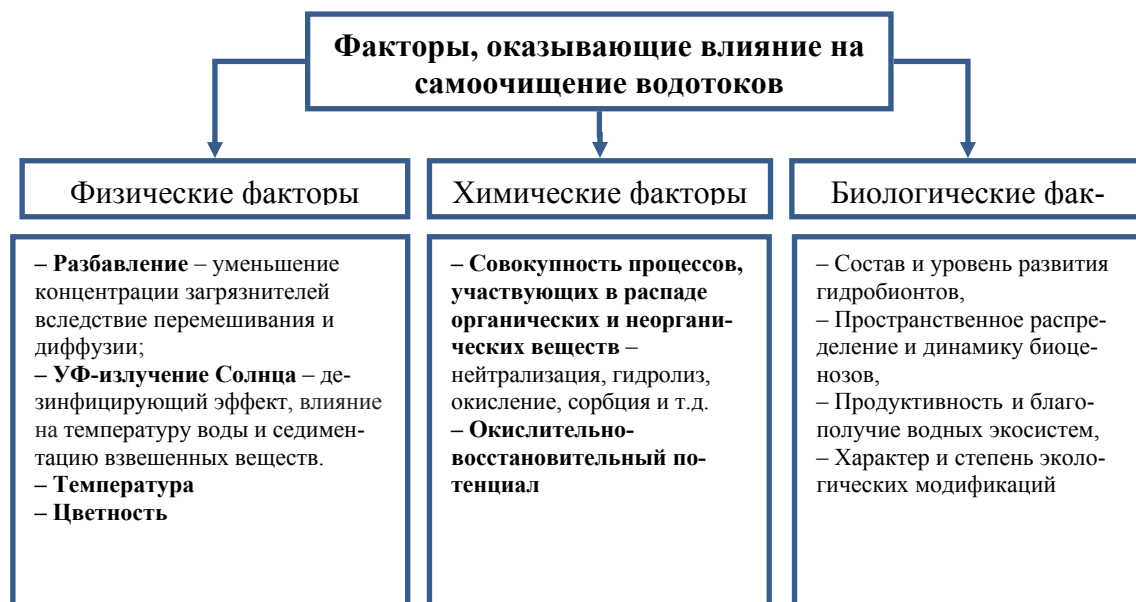 Факторы, оказывающие влияние на
самоочищение водотоков
Физические факторы
Химические факторы
Биологические фак-
– Разбавление – уменьшение
концентрации загрязнителей
вследствие перемешивания и
диффузии;
– УФ-излучение Солнца – де-
зинфицирующий эффект, влияние
на температуру воды и седимен-
тацию взвешенных веществ.
– Температура
– Цветность
– Совокупность процессов,
участвующих в распаде
органических и неоргани-
ческих веществ –
нейтрализация, гидролиз,
окисление, сорбция и т.д.
– Окислительно-
восстановительный по-
тенциал
– Состав и уровень развития
гидробионтов,
– Пространственное распре-
деление и динамику биоце-
нозов,
– Продуктивность и благо-
получие водных экосистем,
– Характер и степень эколо-
гических модификаций